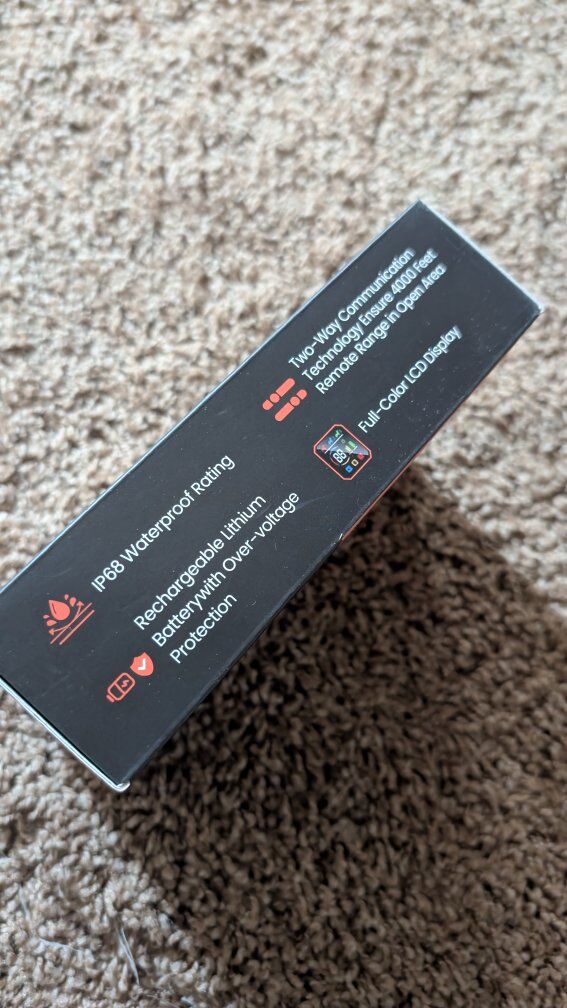 Two-Way Communication
Technology Ensure 4000 Feet
Remote Range in Open Area
Full-Color LCD Display
88
IP68 Waterproof Rating
Rechargeable Lithium
Batterywith Over-voltage
Protection